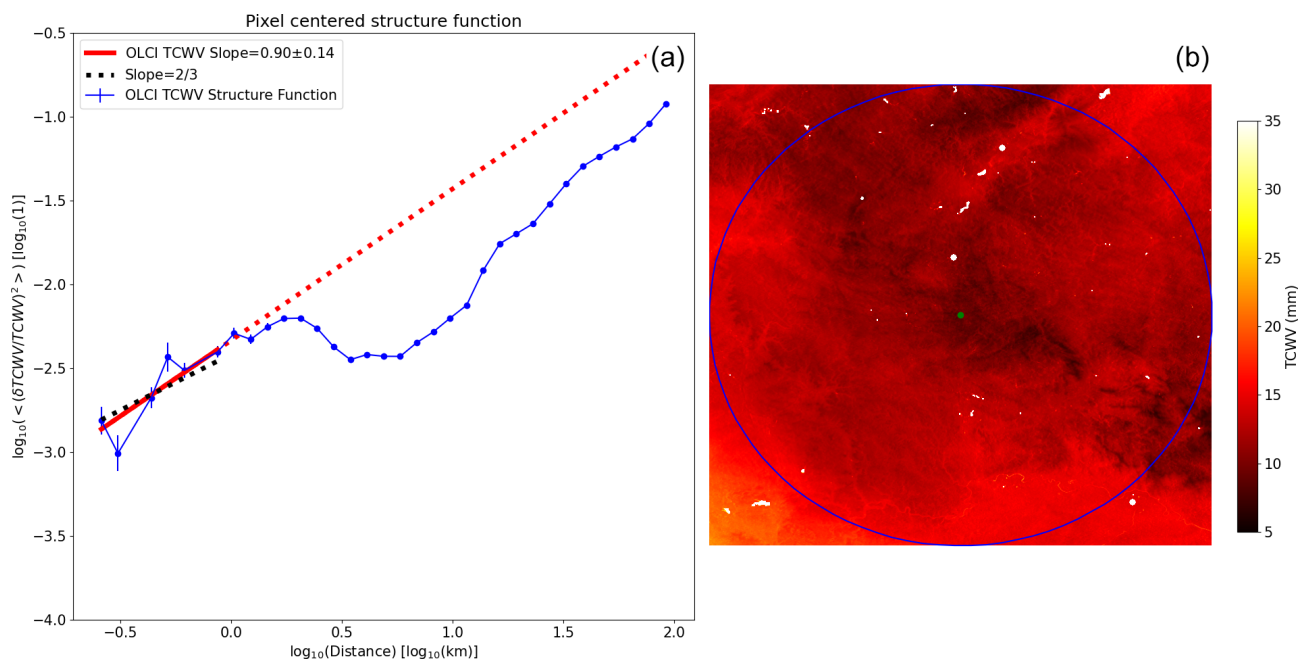 Pixel centered structure function
(a)
OLCI TCWV Slope=0.90±0.14
Slope=2/3
OLCI TCWV Structure Function
−0.5
−1.0
−1.5
−2.0
−2.5
−3.0
−3.5
−4.0
log₁₀(< (δTCWV/TCWV)² >) [log₁₀(1)]
−0.5 0.0 0.5 1.0 1.5 2.0
log₁₀(Distance) [log₁₀(km)]
(b)
35
30
25
20
15
10
5
TCWV (mm)